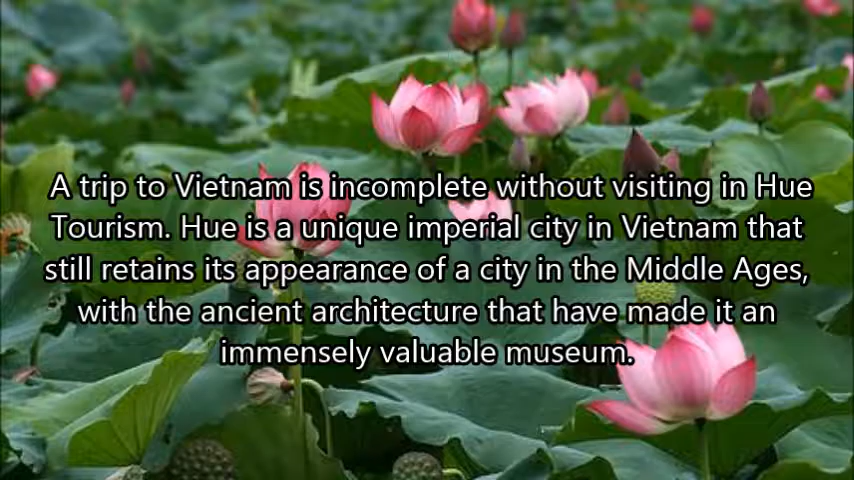 A trip to Vietnam is incomplete without visiting in Hue
Tourism. Hue is a unique imperial city in Vietnam that
still retains its appearance of a city in the Middle Ages,
with the ancient architecture that have made it an
immensely valuable museum.